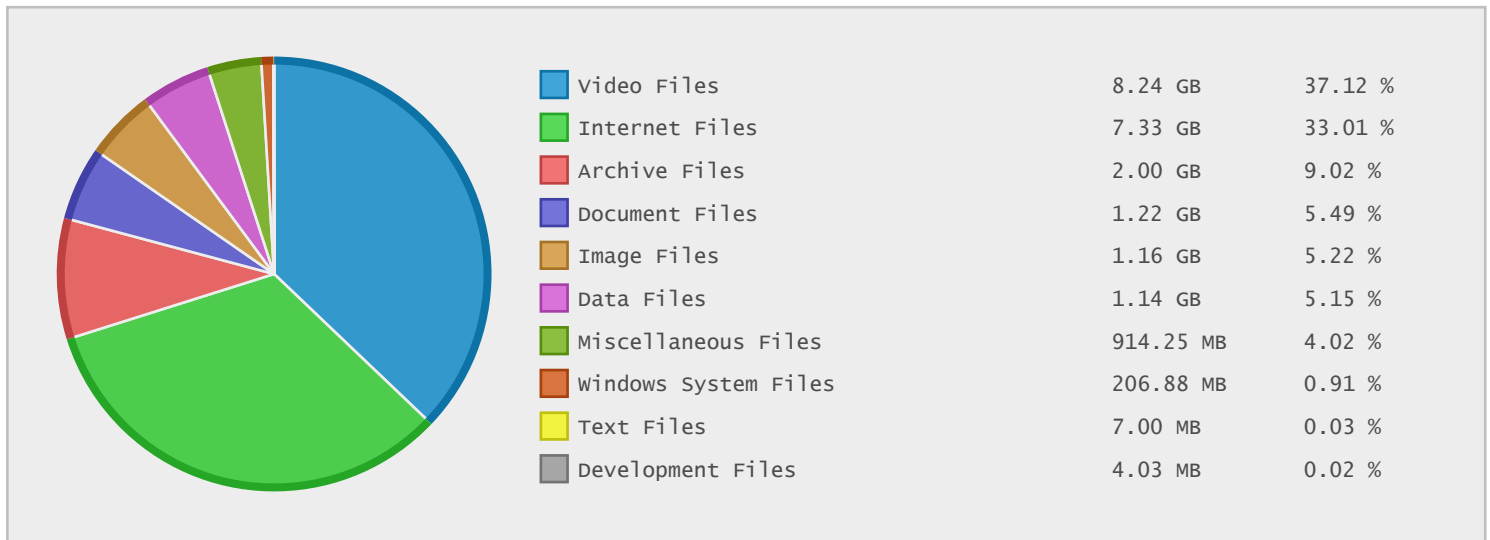 Video Files 8.24 GB 37.12 %
Internet Files 7.33 GB 33.01 %
Archive Files 2.00 GB 9.02 %
Document Files 1.22 GB 5.49 %
Image Files 1.16 GB 5.22 %
Data Files 1.14 GB 5.15 %
Miscellaneous Files 914.25 MB 4.02 %
Windows System Files 206.88 MB 0.91 %
Text Files 7.00 MB 0.03 %
Development Files 4.03 MB 0.02 %